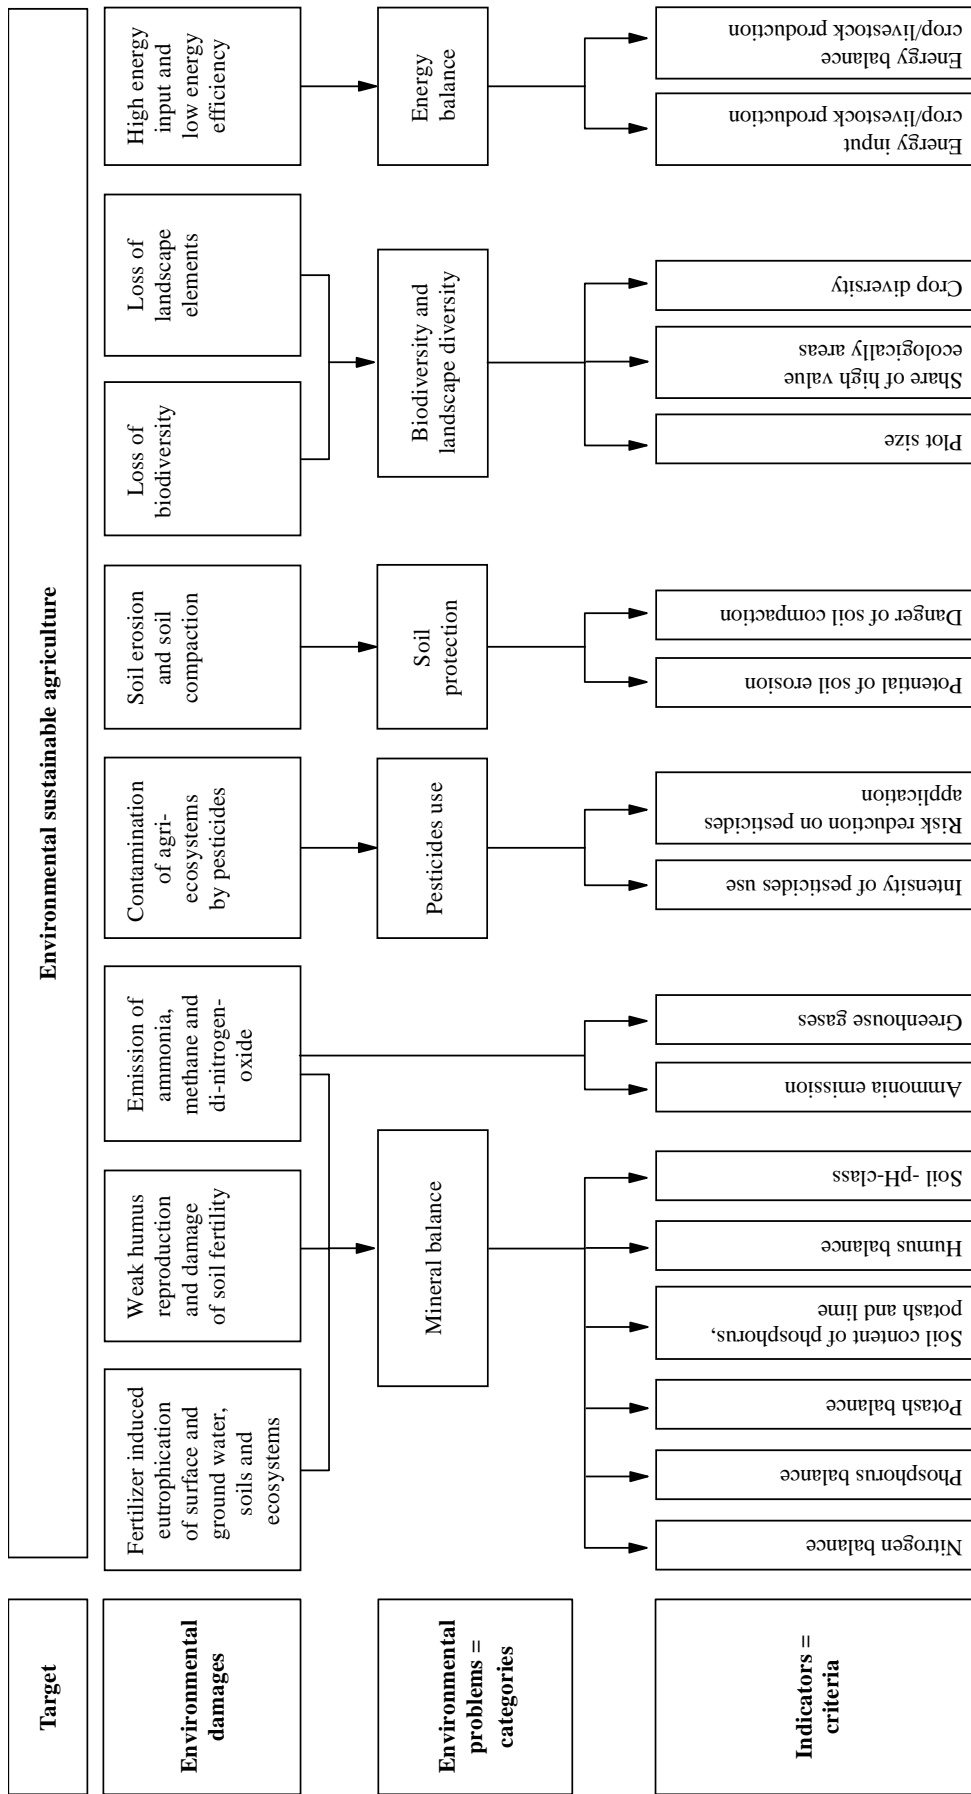 Target
Environmental sustainable agriculture
Environmental
damages
Fertilizer induced
eutrophication
of surface and
ground water,
soils and
ecosystems
Weak humus
reproduction
and damage
of soil fertility
Emission of
ammonia,
methane and
di-nitrogen-
oxide
Contamination
of agri-
ecosystems
by pesticides
Soil erosion
and soil
compaction
Loss of
biodiversity
Loss of
landscape
elements
High energy
input and
low energy
efficiency
Environmental
problems =
categories
Mineral balance
Pesticides use
Soil
protection
Biodiversity and
landscape diversity
Energy
balance
Indicators =
criteria
Nitrogen balance
Phosphorus balance
Potash balance
Soil content of phosphorus,
potash and lime
Humus balance
Soil -pH-class
Ammonia emission
Greenhouse gases
Intensity of pesticides use
Risk reduction on pesticides
application
Potential of soil erosion
Danger of soil compaction
Plot size
Share of high value
ecologically areas
Crop diversity
Energy input
crop/livestock production
Energy balance
crop/livestock production